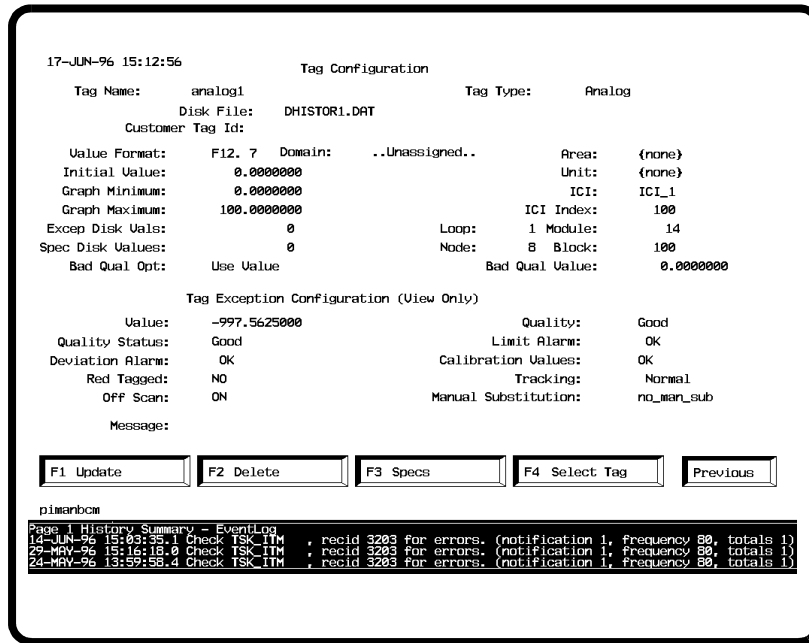 17-JUN-96 15:12:56
Tag Configuration
Tag Name: analog1 Tag Type: Analog
Disk File: DHISTOR1.DAT
Customer Tag Id:
Value Format: F12. 7 Domain: ..Unassigned.. Area: {none}
Initial Value: 0.0000000 Unit: {none}
Graph Minimum: 0.0000000 ICI: ICI_1
Graph Maximum: 100.0000000 ICI Index: 100
Excep Disk Vals: 0 Loop: 1 Module: 14
Spec Disk Values: 0 Node: 8 Block: 100
Bad Qual Opt: Use Value Bad Qual Value: 0.0000000
Tag Exception Configuration (View Only)
Value: -997.5625000 Quality: Good
Quality Status: Good Limit Alarm: OK
Deviation Alarm: OK Calibration Values: OK
Red Tagged: NO Tracking: Normal
Off Scan: ON Manual Substitution: no_man_sub
Message:
F1 Update F2 Delete F3 Specs F4 Select Tag Previous
pimanbcm
Page 1 History Summary - EventLog
14-JUN-96 15:03:35.1 Check TSK_ITM , recid 3203 for errors. (notification 1, frequency 80, totals 1)
29-MAY-96 15:16:18.0 Check TSK_ITM , recid 3203 for errors. (notification 1, frequency 80, totals 1)
24-MAY-96 13:59:58.4 Check TSK_ITM , recid 3203 for errors. (notification 1, frequency 80, totals 1)